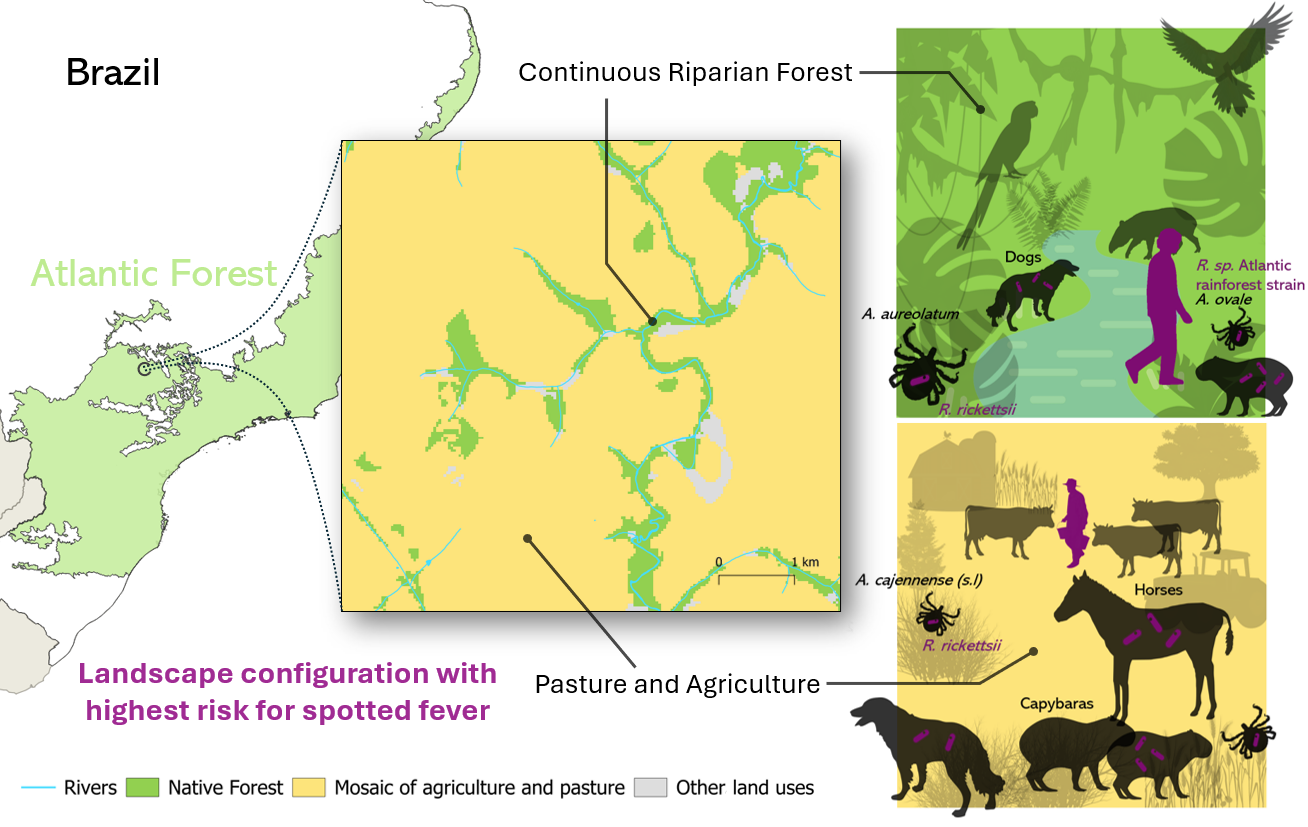 Brazil
Continuous Riparian Forest
Atlantic Forest
Dogs
R. sp. Atlantic
rainforest strain
A. ovale
A. aureolatum
R. rickettsii
0 1 km
A. cajennense (s.l)
Horses
R. rickettsii
Landscape configuration with
highest risk for spotted fever
Pasture and Agriculture
Capybaras
Rivers Native Forest Mosaic of agriculture and pasture Other land uses